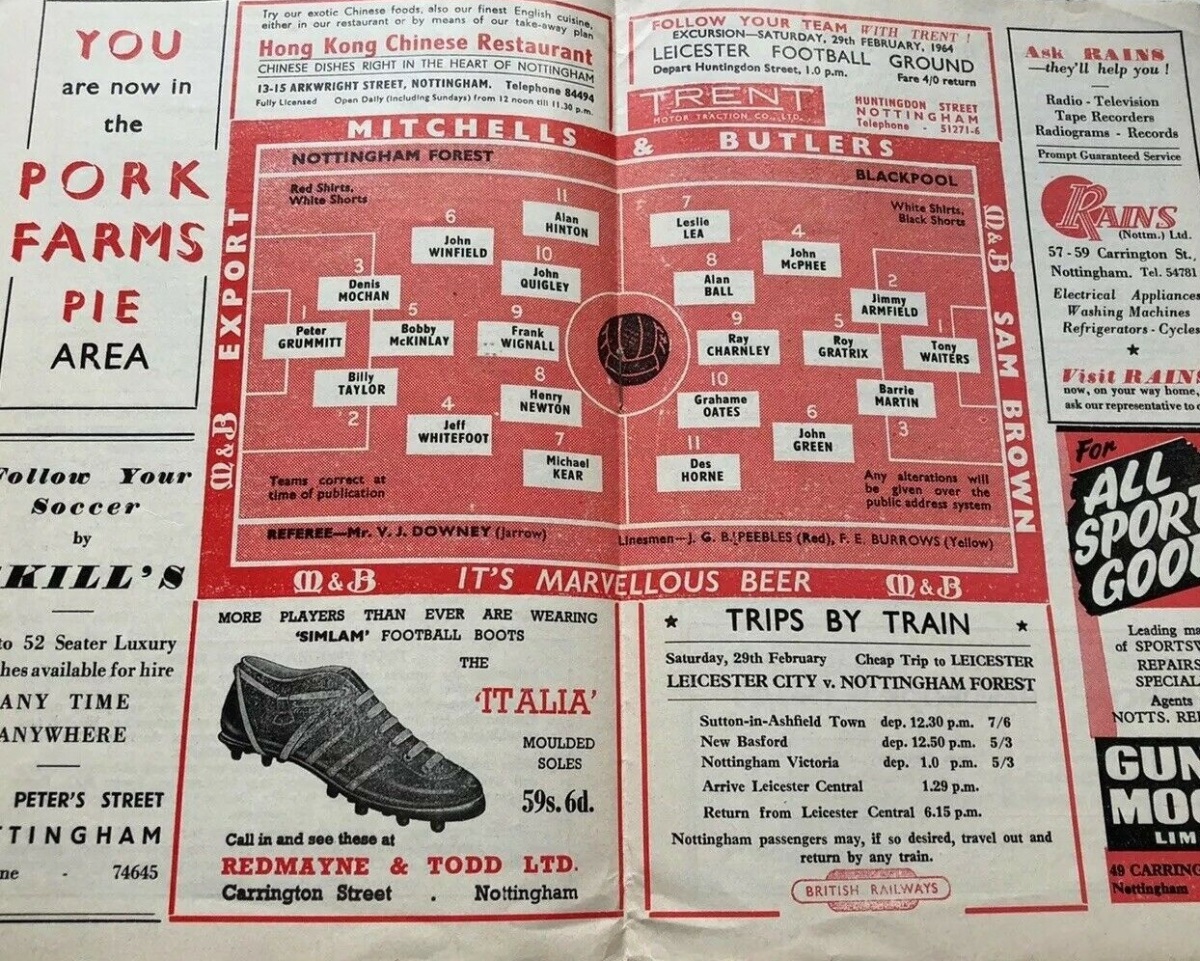 YOU
are now in
the
PORK
FARMS
PIE
AREA
Follow Your
Soccer
by
SKILL'S
to 52 Seater Luxury
hes available for hire
ANY TIME
ANYWHERE
PETER'S STREET
TTINGHAM
ne - 74645
Try our exotic Chinese foods, also our finest English cuisine,
either in our restaurant or by means of our take-away plan
Hong Kong Chinese Restaurant
CHINESE DISHES RIGHT IN THE HEART OF NOTTINGHAM
13-15 ARKWRIGHT STREET, NOTTINGHAM. Telephone 84494
Fully Licensed Open Daily (including Sundays) from 12 noon till 11.30 p.m.
FOLLOW YOUR TEAM WITH TRENT !
EXCURSION—SATURDAY, 29th FEBRUARY, 1964
LEICESTER FOOTBALL GROUND
Depart Huntingdon Street, 1.0 p.m. Fare 4/0 return
TRENT
MOTOR TRACTION CO., LTD.
HUNTINGDON STREET
NOTTINGHAM
Telephone - 51271-6
MITCHELLS & BUTLERS
M&B EXPORT
NOTTINGHAM FOREST
Red Shirts,
White Shorts
1
Peter
GRUMMITT
3
Denis
MOCHAN
Billy
TAYLOR
2
6
John
WINFIELD
5
Bobby
McKINLAY
4
Jeff
WHITEFOOT
11
Alan
HINTON
10
John
QUIGLEY
9
Frank
WIGNALL
8
Henry
NEWTON
7
Michael
KEAR
Teams correct at
time of publication
BLACKPOOL
White Shirts,
Black Shorts
7
Leslie
LEA
8
Alan
BALL
9
Ray
CHARNLEY
10
Grahame
OATES
11
Des
HORNE
4
John
McPHEE
5
Roy
GRATRIX
6
John
GREEN
2
Jimmy
ARMFIELD
Barrie
MARTIN
3
1
Tony
WAITERS
Any alterations will
be given over the
public address system
M&B SAM BROWN
REFEREE—Mr. V. J. DOWNEY (Jarrow)
Linesmen—J. G. B. PEEBLES (Red), F. E. BURROWS (Yellow)
M&B IT'S MARVELLOUS BEER M&B
MORE PLAYERS THAN EVER ARE WEARING
'SIMLAM' FOOTBALL BOOTS
THE
'ITALIA'
MOULDED
SOLES
59s. 6d.
Call in and see these at
REDMAYNE & TODD LTD.
Carrington Street . Nottingham
★ TRIPS BY TRAIN ★
Saturday, 29th February Cheap Trip to LEICESTER
LEICESTER CITY v. NOTTINGHAM FOREST
Sutton-in-Ashfield Town dep. 12.30 p.m. 7/6
New Basford dep. 12.50 p.m. 5/3
Nottingham Victoria dep. 1.0 p.m. 5/3
Arrive Leicester Central 1.29 p.m.
Return from Leicester Central 6.15 p.m.
Nottingham passengers may, if so desired, travel out and
return by any train.
BRITISH RAILWAYS
Ask RAINS
—they'll help you !
Radio - Television
Tape Recorders
Radiograms - Records
Prompt Guaranteed Service
RAINS
(Nottm.) Ltd.
57-59 Carrington St.,
Nottingham. Tel. 54781
Electrical Appliances
Washing Machines
Refrigerators - Cycles
★
Visit RAINS
now, on your way home,
ask our representative to c
For
ALL
SPORT
GOO
Leading ma
of SPORTSW
REPAIRS
SPECIAL
Agents
NOTTS. RE
GUN
MOO
LIM
49 CARRING
Nottingham